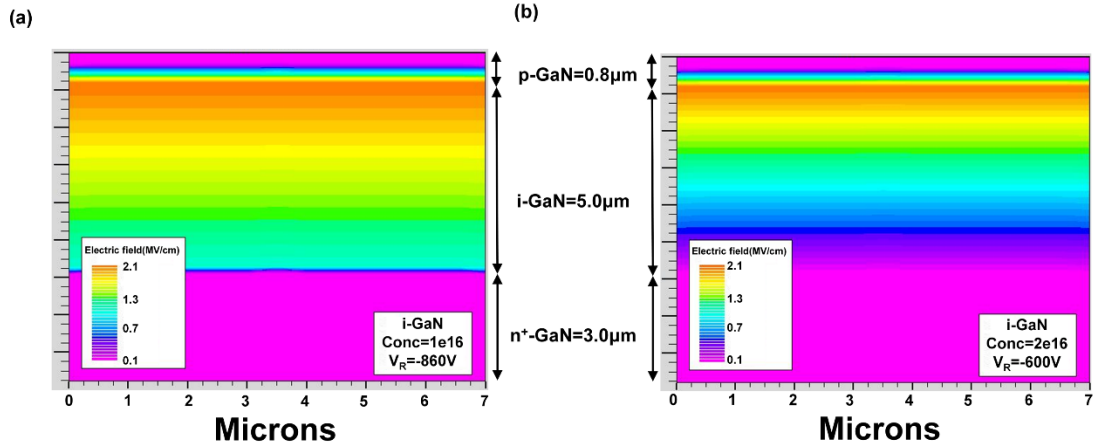 (a)
(b)
p-GaN=0.8μm
i-GaN=5.0μm
n⁺-GaN=3.0μm
Electric field(MV/cm)
2.1
1.3
0.7
0.1
i-GaN
Conc=1e16
V_R=-860V
0 1 2 3 4 5 6 7
Microns
Electric field(MV/cm)
2.1
1.3
0.7
0.1
i-GaN
Conc=2e16
V_R=-600V
0 1 2 3 4 5 6 7
Microns